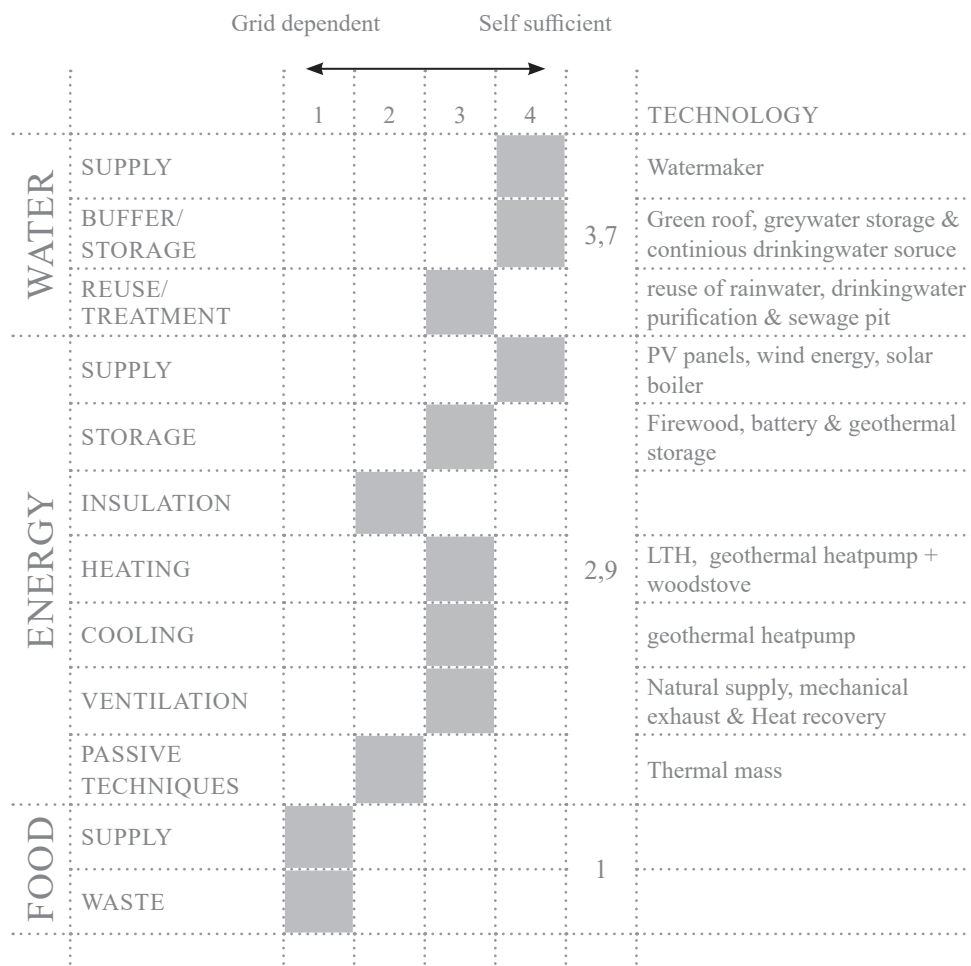 Grid dependent
Self sufficient
1 2 3 4 TECHNOLOGY
WATER
SUPPLY
Watermaker
BUFFER/
STORAGE
3,7
Green roof, greywater storage &
continious drinkingwater soruce
REUSE/
TREATMENT
reuse of rainwater, drinkingwater
purification & sewage pit
ENERGY
SUPPLY
PV panels, wind energy, solar
boiler
STORAGE
Firewood, battery & geothermal
storage
INSULATION
HEATING
2,9
LTH, geothermal heatpump +
woodstove
COOLING
geothermal heatpump
VENTILATION
Natural supply, mechanical
exhaust & Heat recovery
PASSIVE
TECHNIQUES
Thermal mass
FOOD
SUPPLY
1
WASTE